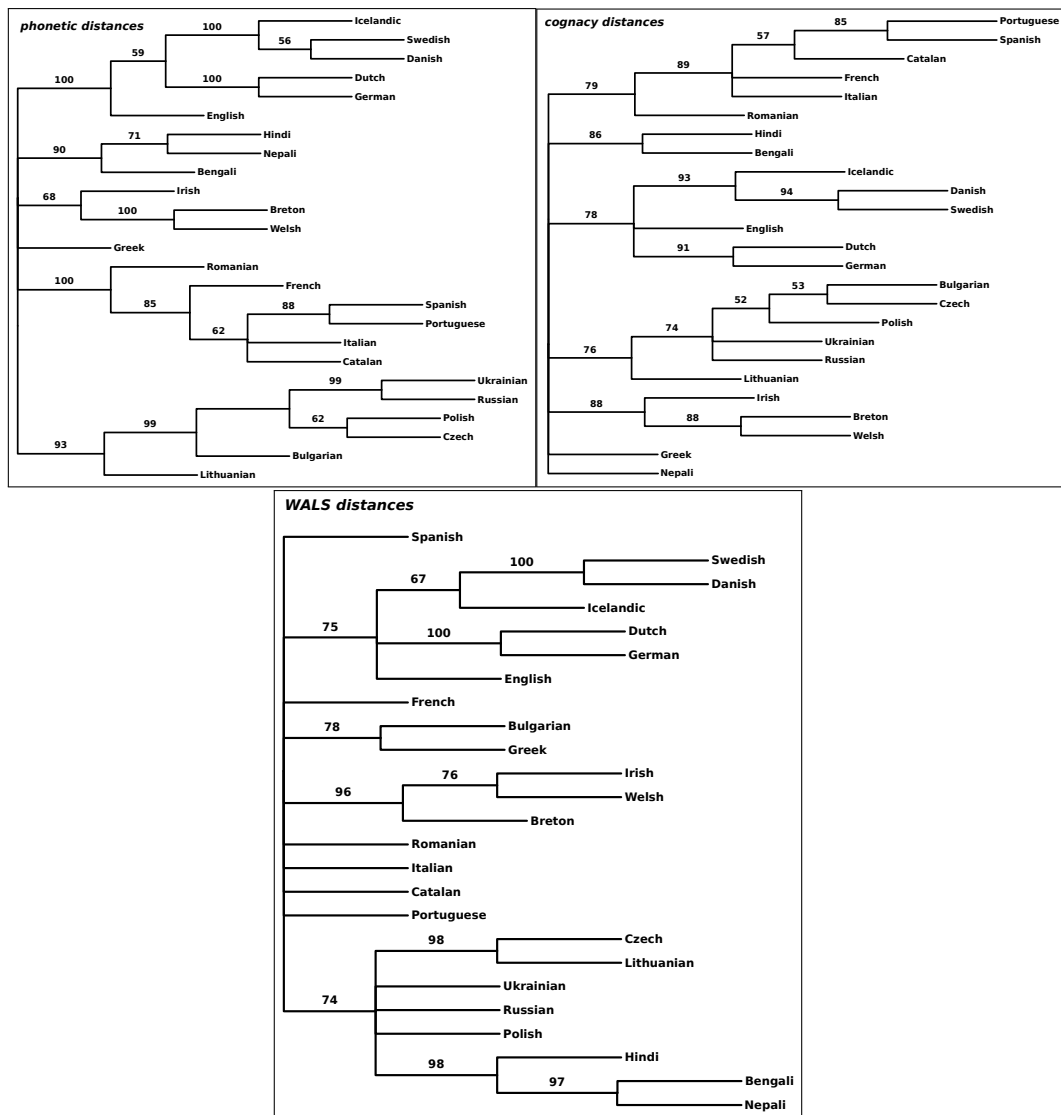 phonetic distances
100
Icelandic
56
Swedish
59
Danish
100
Dutch
100
German
English
71
Hindi
90
Nepali
Bengali
68
Irish
100
Breton
Welsh
Greek
100
Romanian
85
French
88
Spanish
62
Portuguese
Italian
Catalan
99
Ukrainian
Russian
99
62
Polish
93
Czech
Bulgarian
Lithuanian
cognacy distances
85
Portuguese
57
Spanish
89
Catalan
79
French
Italian
Romanian
86
Hindi
Bengali
93
Icelandic
94
Danish
78
Swedish
English
91
Dutch
German
53
Bulgarian
52
Czech
74
Polish
76
Ukrainian
Russian
Lithuanian
88
Irish
88
Breton
Welsh
Greek
Nepali
WALS distances
Spanish
100
Swedish
67
Danish
75
Icelandic
100
Dutch
German
English
French
78
Bulgarian
Greek
76
Irish
96
Welsh
Breton
Romanian
Italian
Catalan
Portuguese
98
Czech
Lithuanian
74
Ukrainian
Russian
Polish
98
Hindi
97
Bengali
Nepali